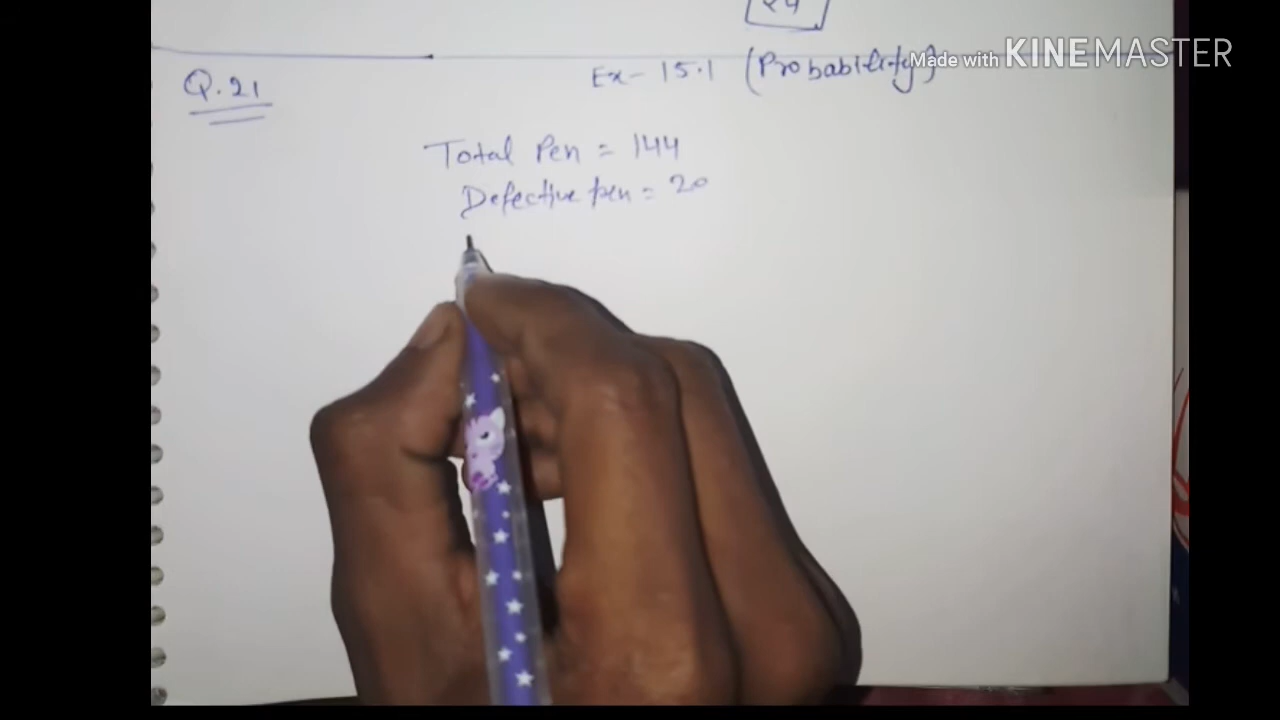 Made with KINEMASTER
Q.21
Ex-15.1 (Probability)
Total Pen = 144
Defective pen = 20